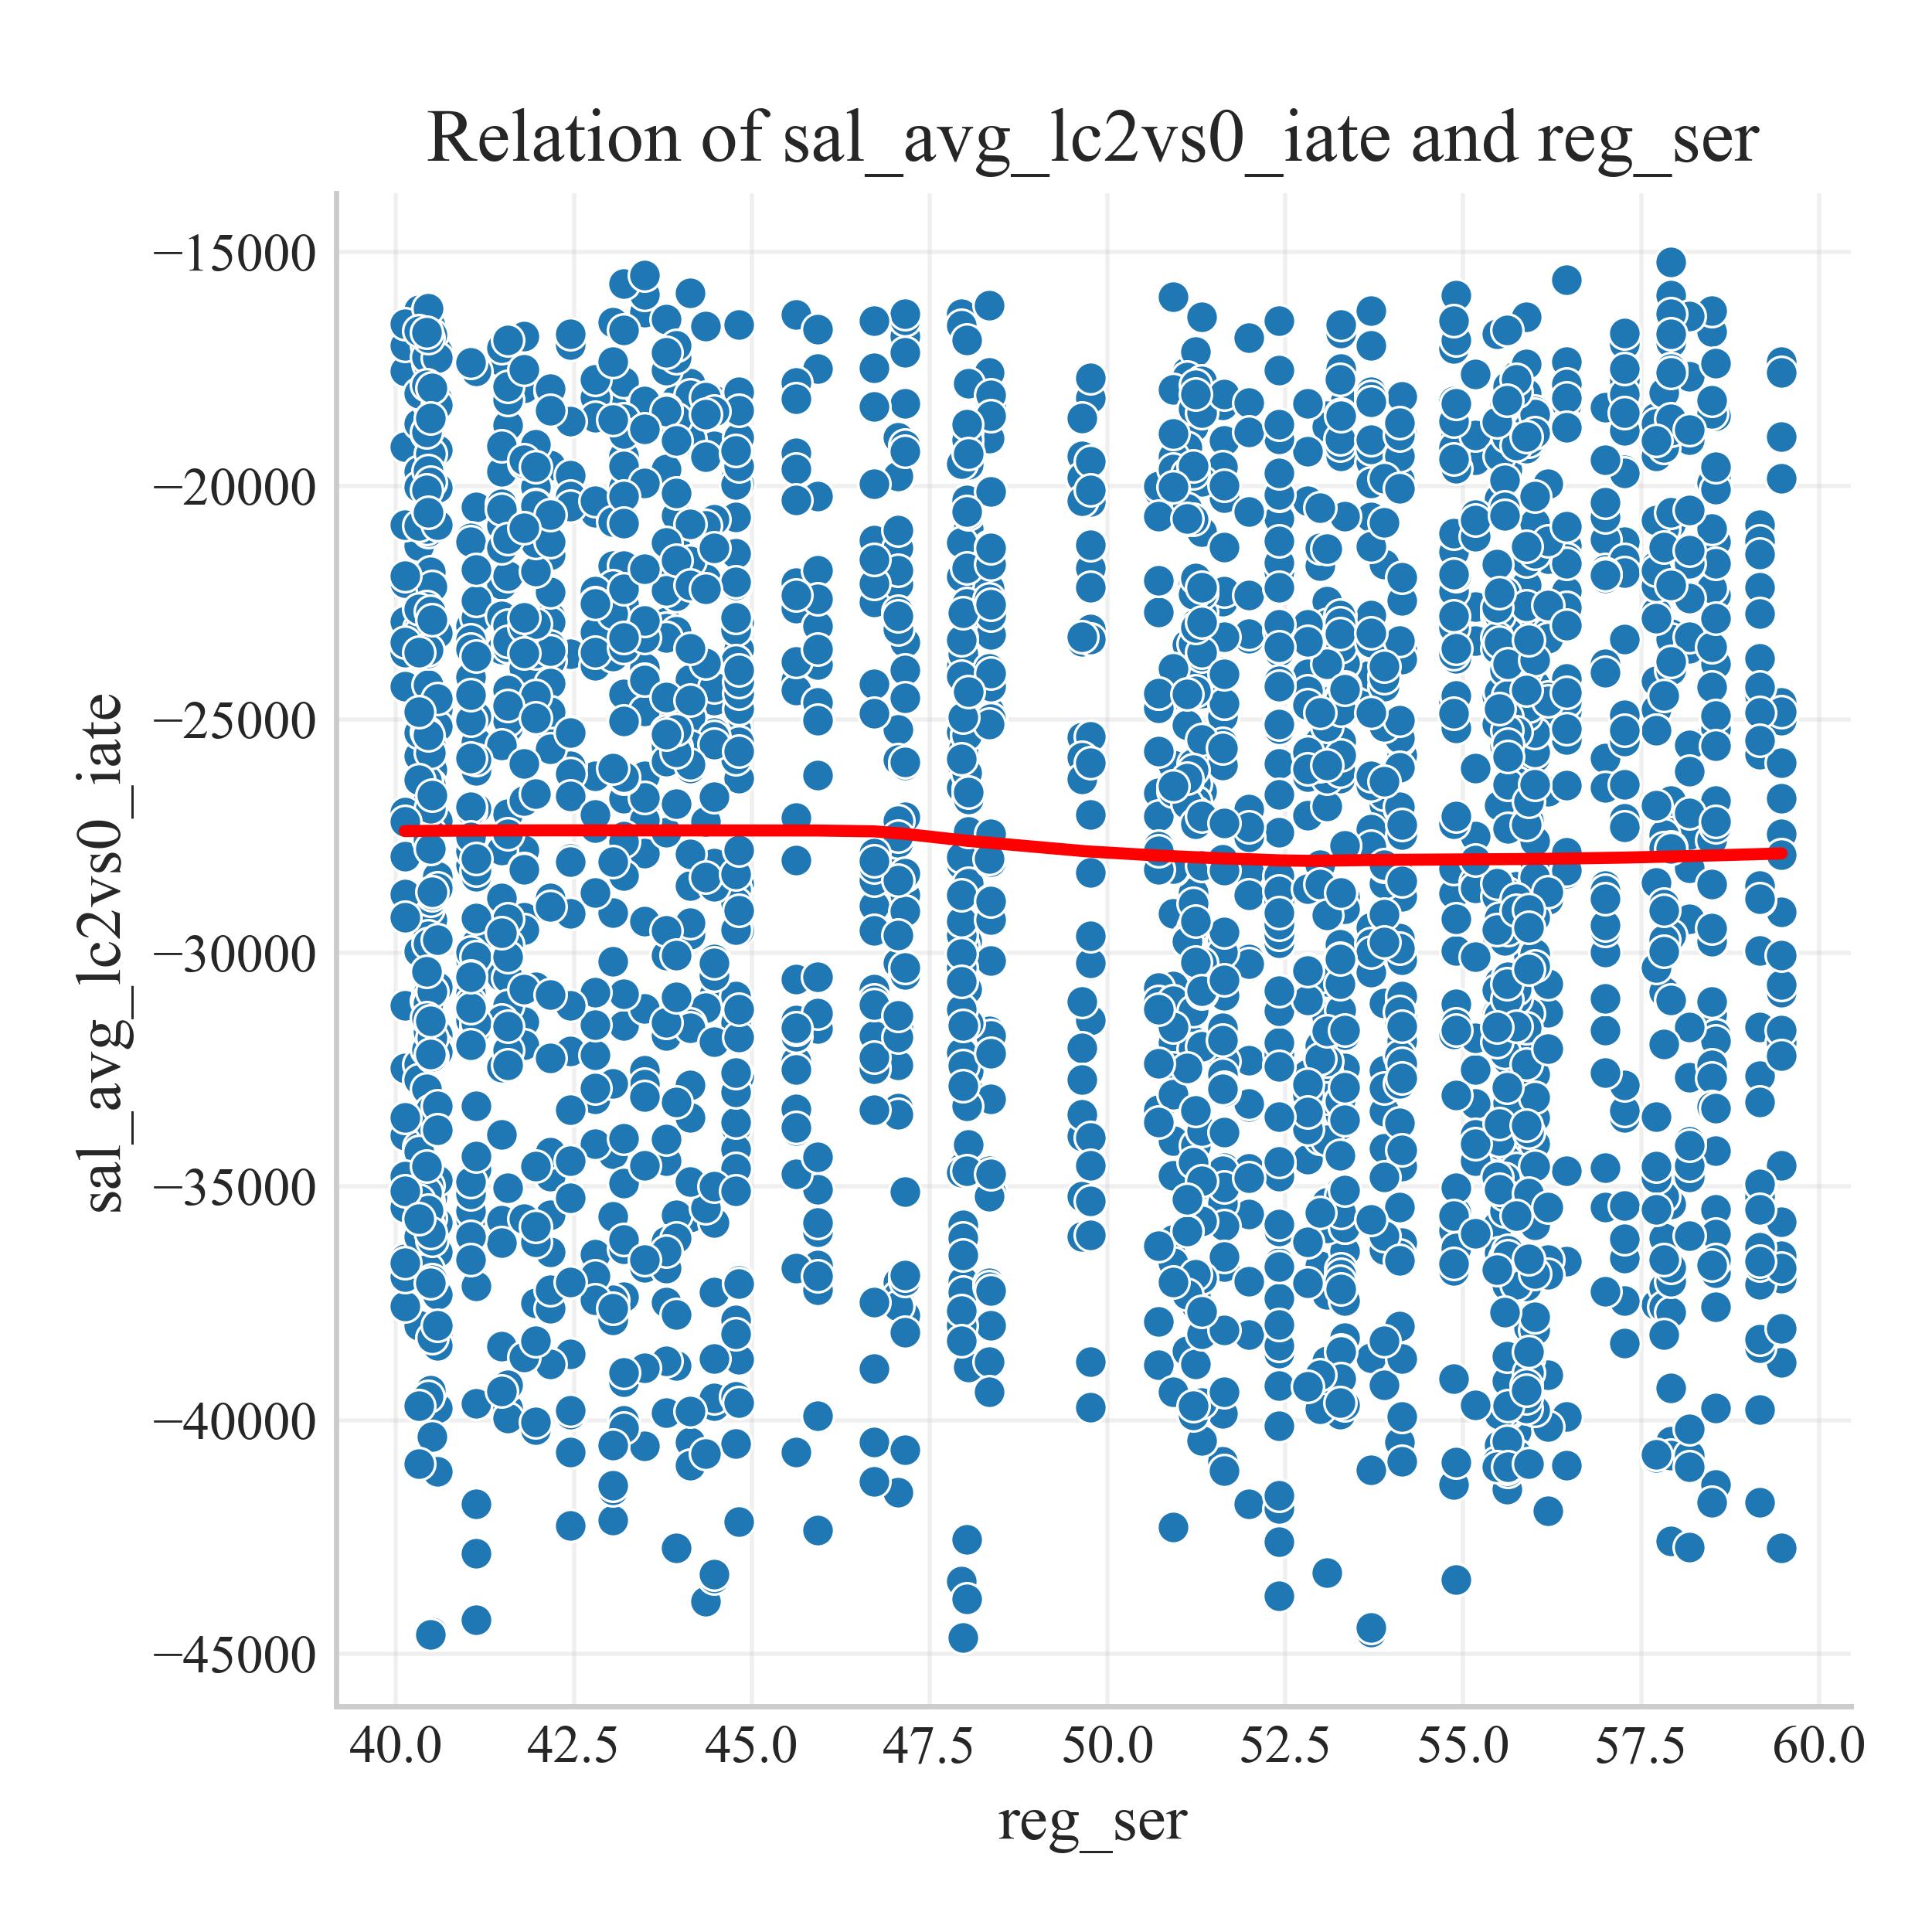 Relation of sal_avg_lc2vs0_iate and reg_ser
sal_avg_lc2vs0_iate
−15000
−20000
−25000
−30000
−35000
−40000
−45000
40.0 42.5 45.0 47.5 50.0 52.5 55.0 57.5 60.0
reg_ser